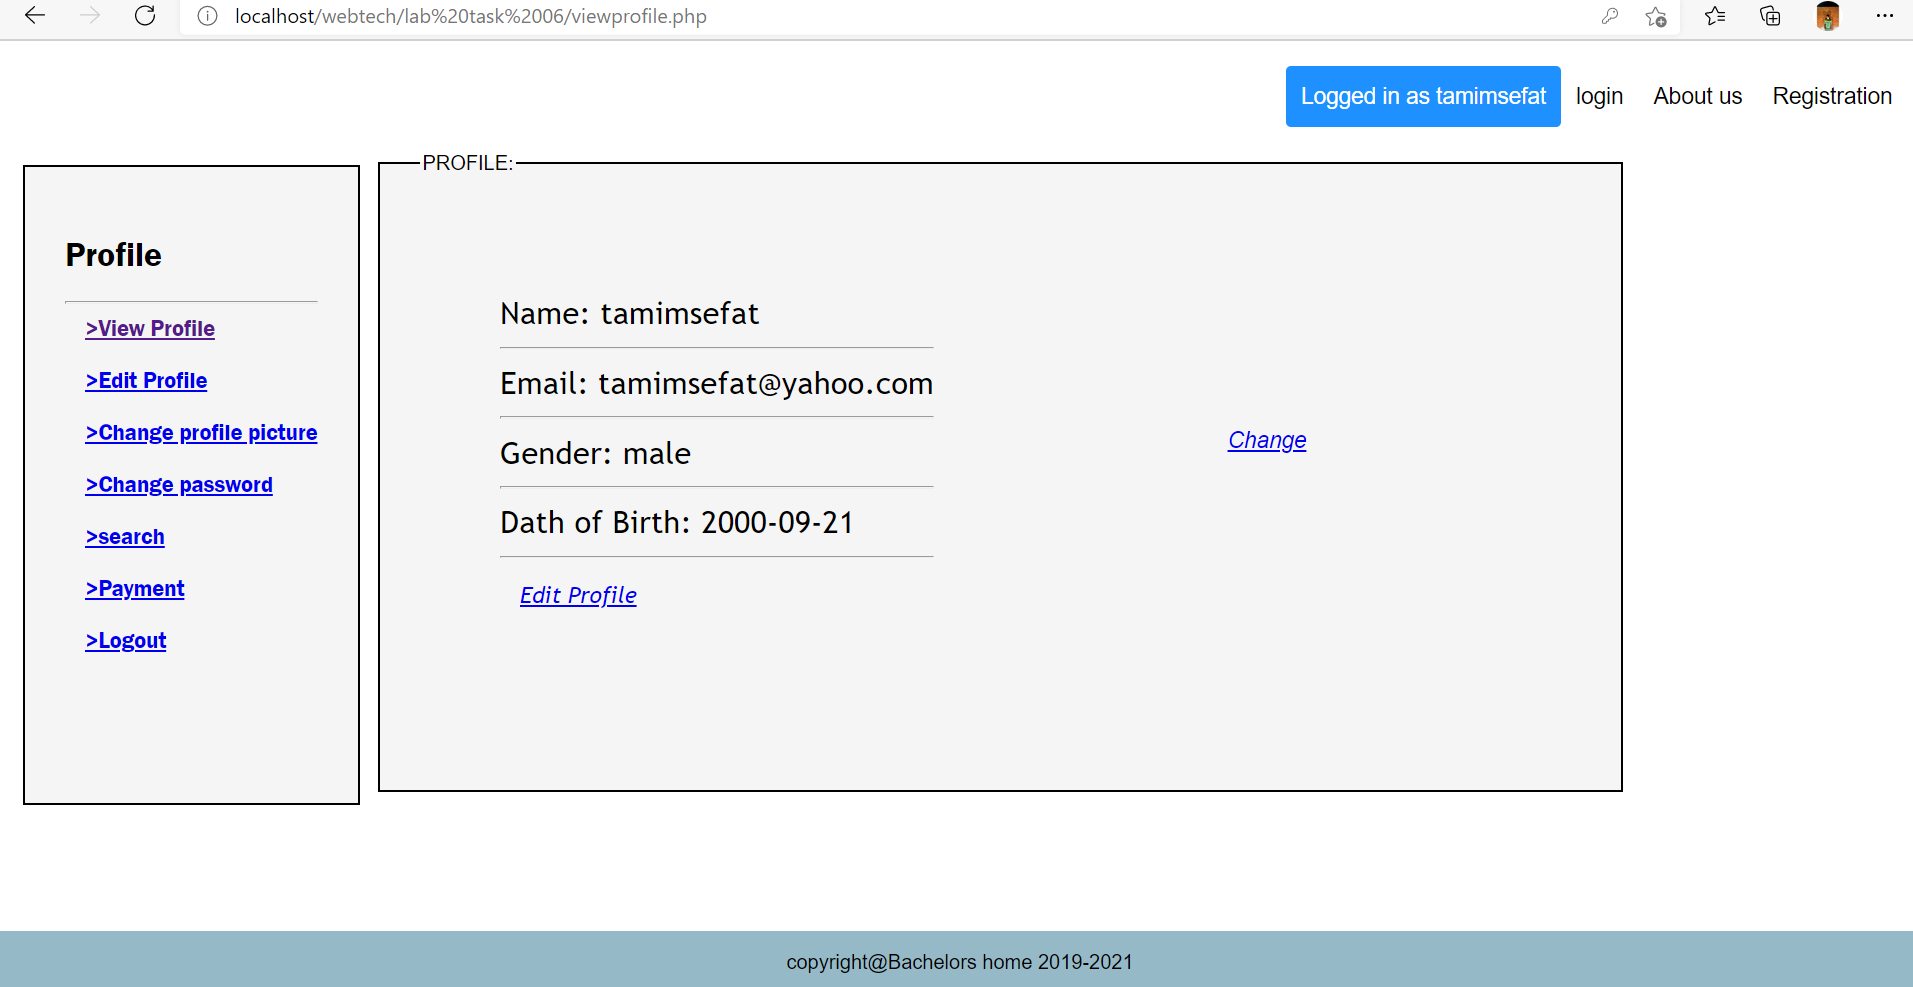 localhost/webtech/lab%20task%2006/viewprofile.php
Logged in as tamimsefat login About us Registration
Profile
>View Profile
>Edit Profile
>Change profile picture
>Change password
>search
>Payment
>Logout
PROFILE:
Name: tamimsefat
Email: tamimsefat@yahoo.com
Gender: male
Dath of Birth: 2000-09-21
Edit Profile
Change
copyright@Bachelors home 2019-2021